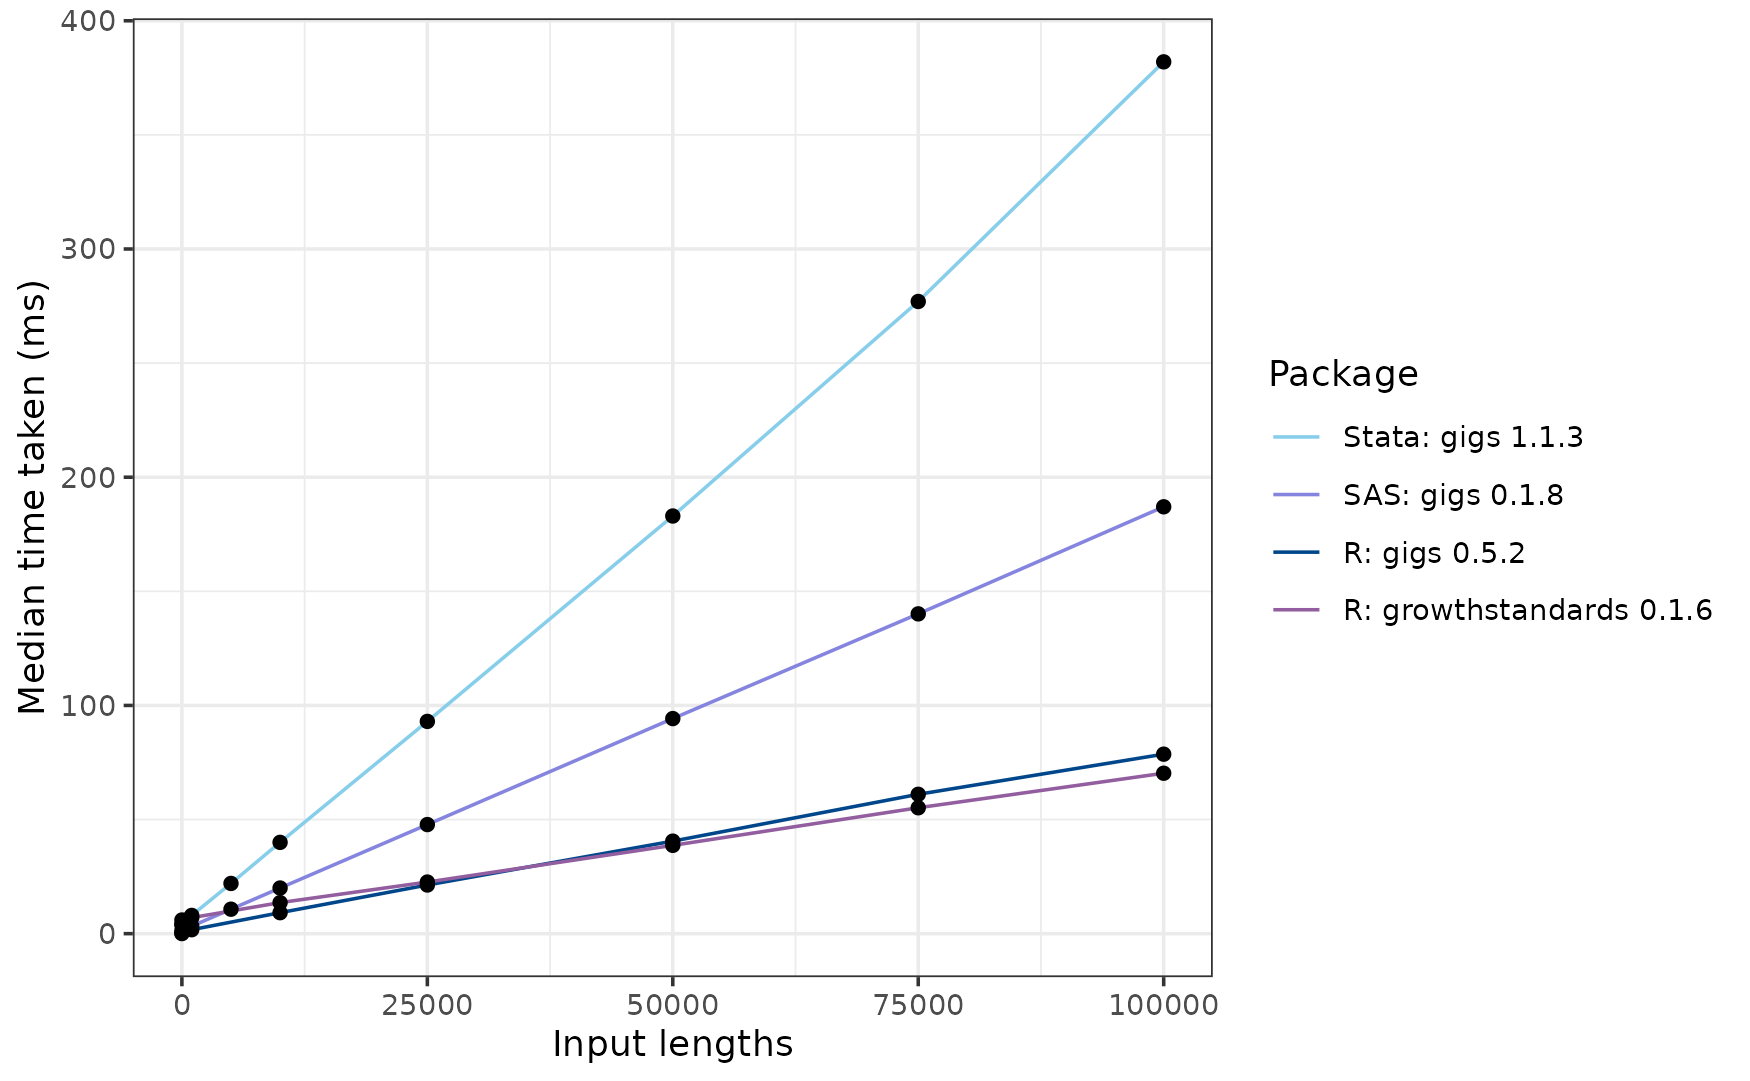 400
300
200
100
0
Median time taken (ms)
0 25000 50000 75000 100000
Input lengths
Package
Stata: gigs 1.1.3
SAS: gigs 0.1.8
R: gigs 0.5.2
R: growthstandards 0.1.6